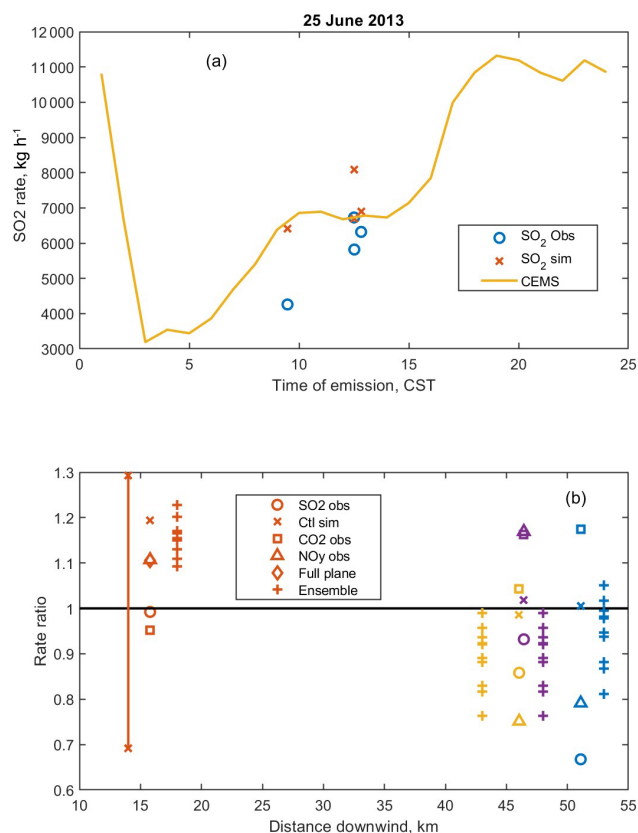 25 June 2013
(a)
12 000
11 000
10 000
9000
8000
7000
6000
5000
4000
3000
SO2 rate, kg h-1
SO2 Obs
SO2 sim
CEMS
0 5 10 15 20 25
Time of emission, CST
(b)
1.3
1.2
1.1
1
0.9
0.8
0.7
0.6
Rate ratio
SO2 obs
Ctl sim
CO2 obs
NOy obs
Full plane
Ensemble
10 15 20 25 30 35 40 45 50 55
Distance downwind, km